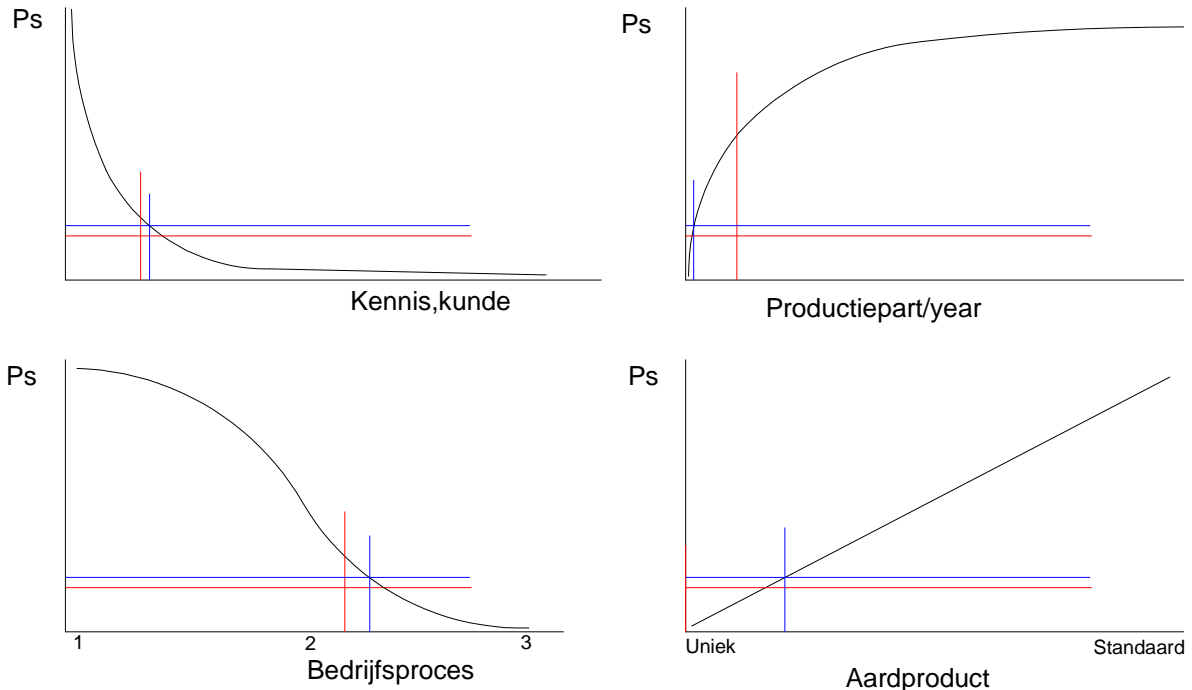 Ps
Kennis,kunde
Ps
Productiepart/year
Ps
1 2 3
Bedrijfsproces
Ps
Uniek Standaard
Aardproduct